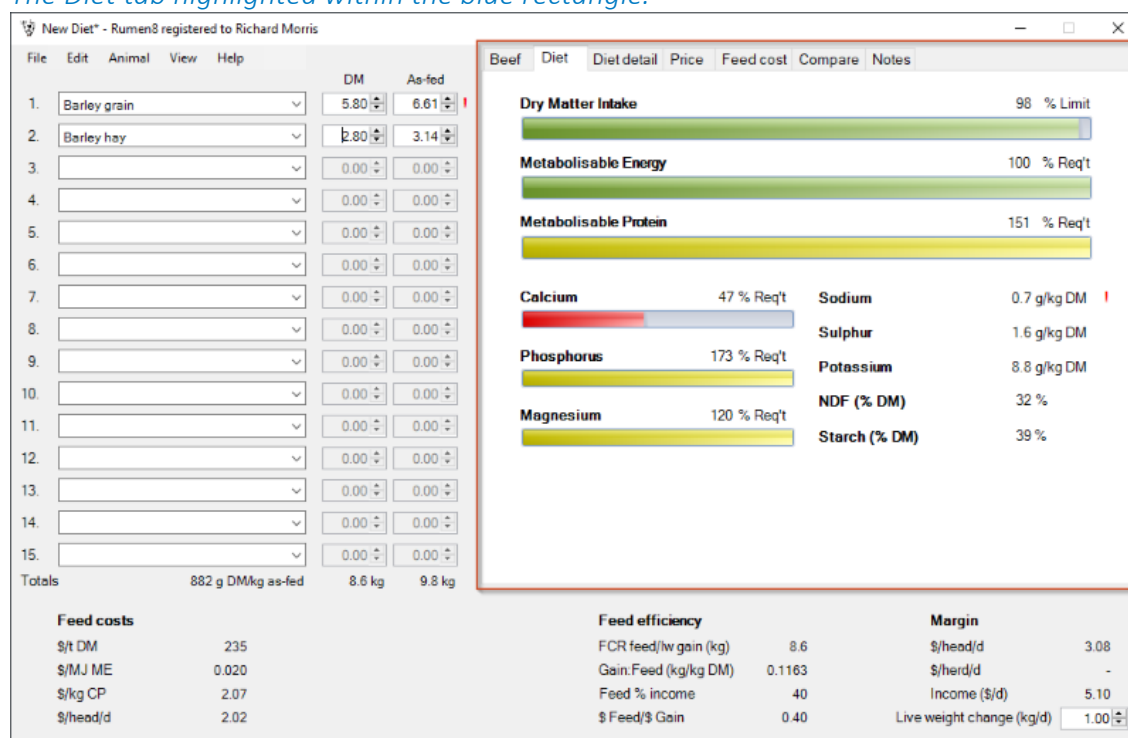 The Diet tab highlighted within the blue rectangle.
New Diet* - Rumen8 registered to Richard Morris
File Edit Animal View Help
DM As-fed
1. Barley grain 5.80 6.61 !
2. Barley hay 2.80 3.14
3. 0.00 0.00
4. 0.00 0.00
5. 0.00 0.00
6. 0.00 0.00
7. 0.00 0.00
8. 0.00 0.00
9. 0.00 0.00
10. 0.00 0.00
11. 0.00 0.00
12. 0.00 0.00
13. 0.00 0.00
14. 0.00 0.00
15. 0.00 0.00
Totals 882 g DM/kg as-fed 8.6 kg 9.8 kg
Beef Diet Diet detail Price Feed cost Compare Notes
Dry Matter Intake 98 % Limit
Metabolisable Energy 100 % Req't
Metabolisable Protein 151 % Req't
Calcium 47 % Req't
Phosphorus 173 % Req't
Magnesium 120 % Req't
Sodium 0.7 g/kg DM !
Sulphur 1.6 g/kg DM
Potassium 8.8 g/kg DM
NDF (% DM) 32 %
Starch (% DM) 39 %
Feed costs
$/t DM 235
$/MJ ME 0.020
$/kg CP 2.07
$/head/d 2.02
Feed efficiency
FCR feed/lw gain (kg) 8.6
Gain:Feed (kg/kg DM) 0.1163
Feed % income 40
$ Feed/$ Gain 0.40
Margin
$/head/d 3.08
$/herd/d -
Income ($/d) 5.10
Live weight change (kg/d) 1.00